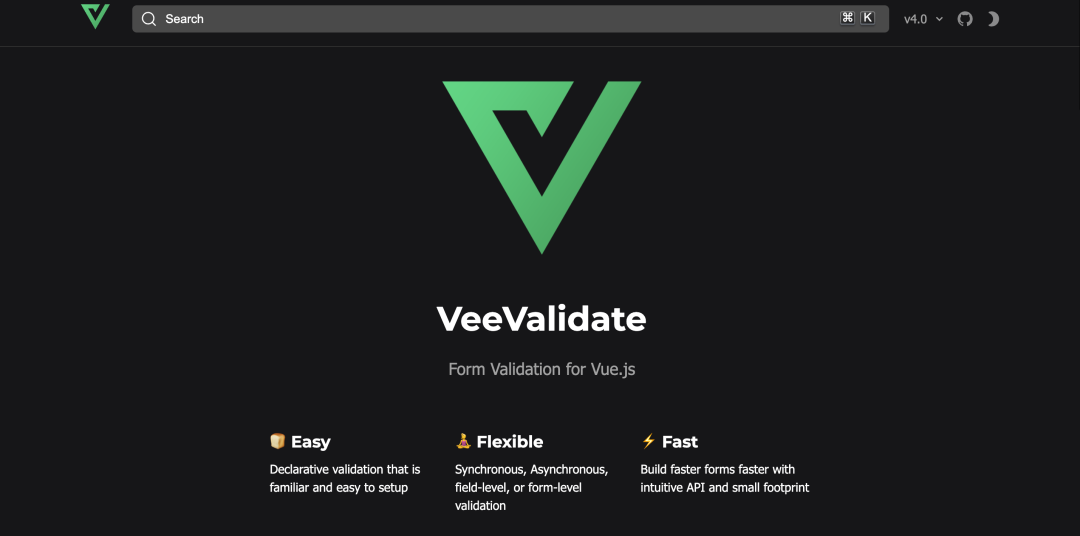 Search ⌘ K v4.0
VeeValidate
Form Validation for Vue.js
Easy
Declarative validation that is
familiar and easy to setup
Flexible
Synchronous, Asynchronous,
field-level, or form-level
validation
Fast
Build faster forms faster with
intuitive API and small footprint